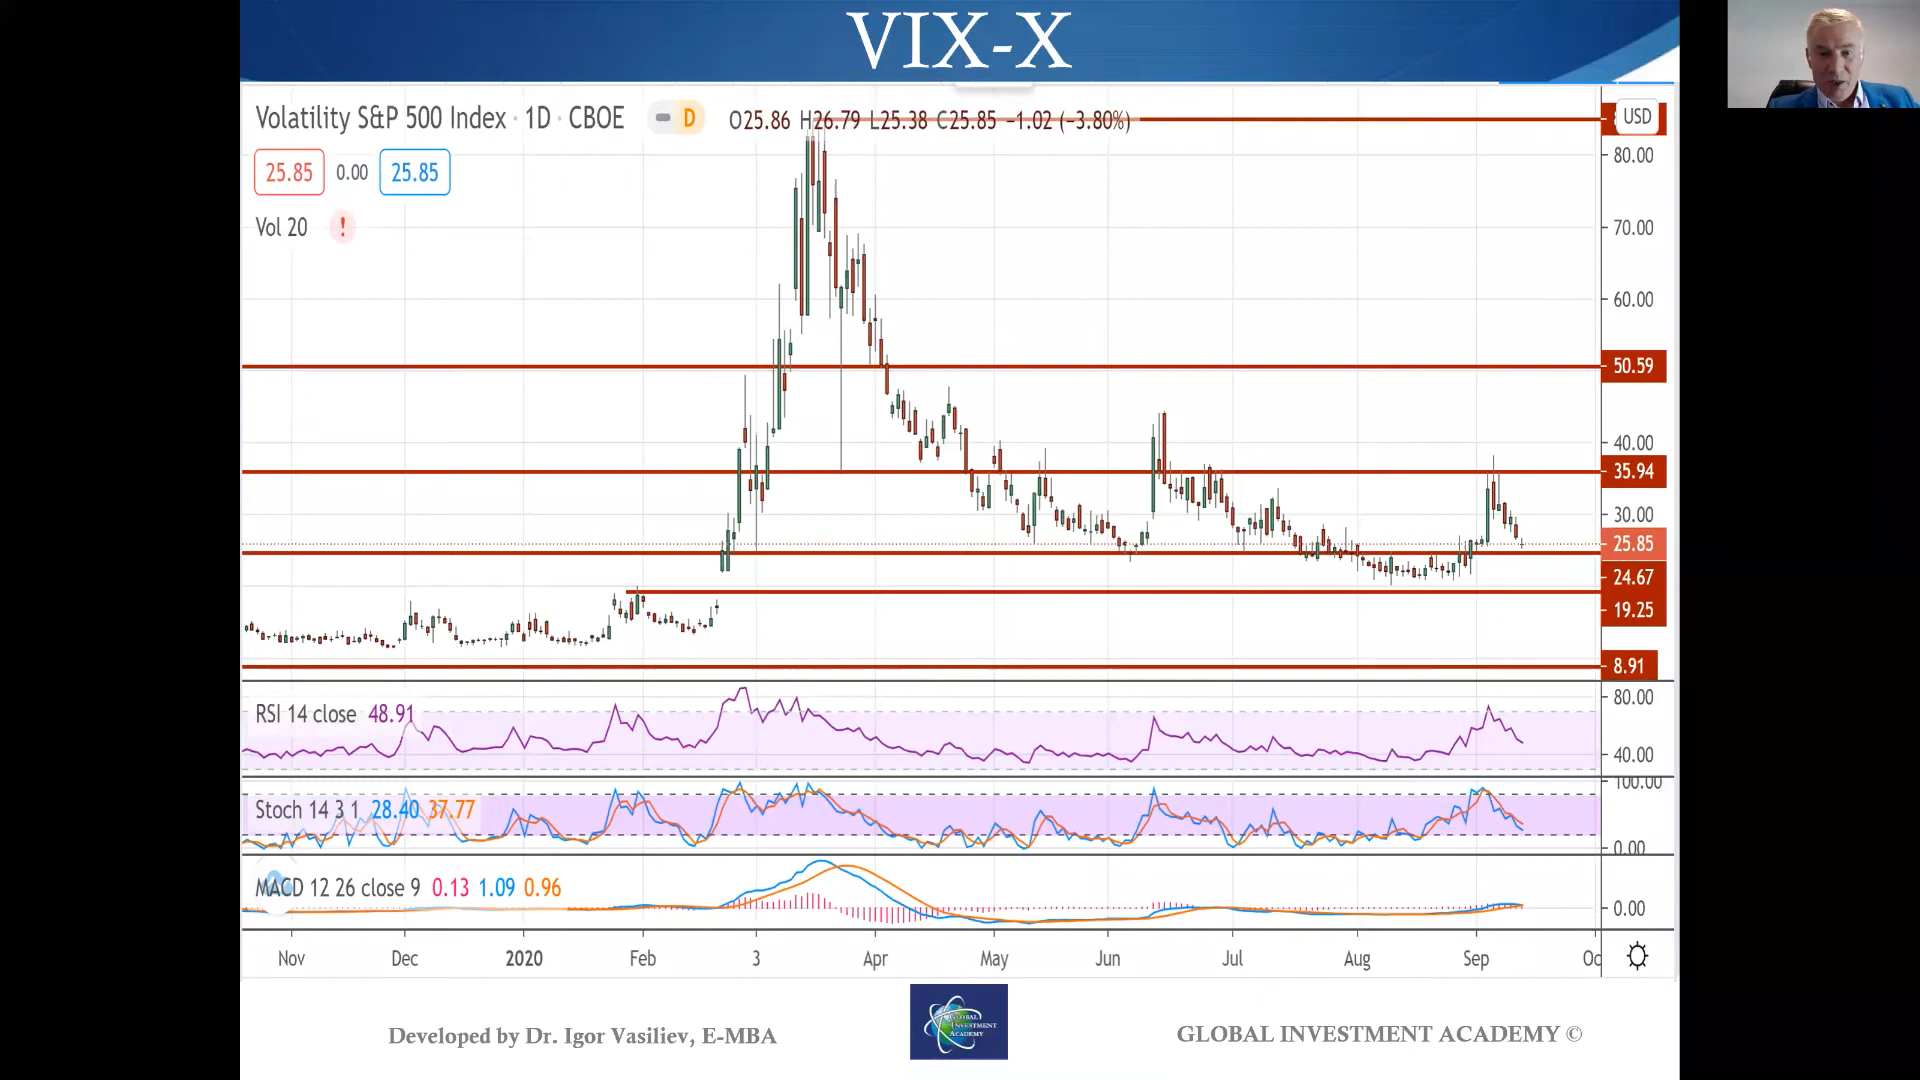 VIX-X
Volatility S&P 500 Index · 1D · CBOE D O25.86 H26.79 L25.38 C25.85 −1.02 (−3.80%)
USD
25.85 0.00 25.85
Vol 20 !
80.00
70.00
60.00
50.59
40.00
35.94
30.00
25.85
24.67
19.25
8.91
RSI 14 close 48.91
80.00
40.00
Stoch 14 3 1 28.40 37.77
100.00
0.00
MACD 12 26 close 9 0.13 1.09 0.96
0.00
Nov Dec 2020 Feb 3 Apr May Jun Jul Aug Sep Oc
Developed by Dr. Igor Vasiliev, E-MBA
GLOBAL
INVESTMENT
ACADEMY
GLOBAL INVESTMENT ACADEMY ©